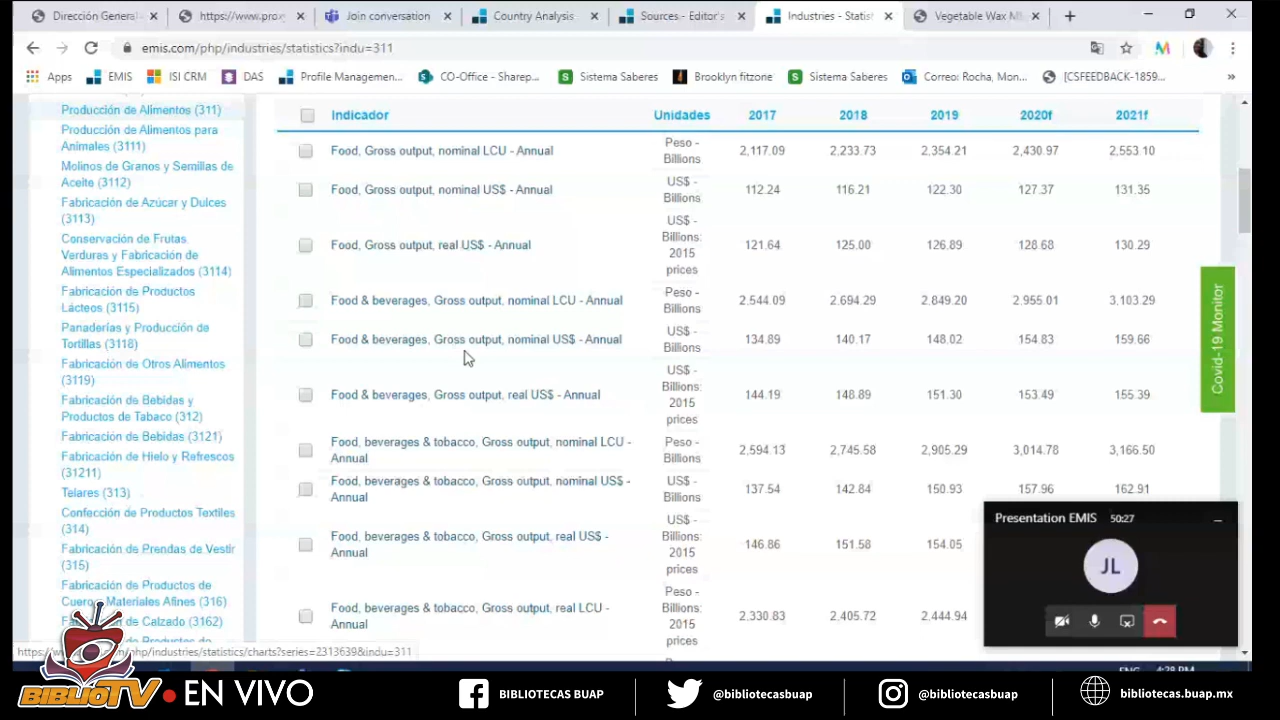 Dirección General
https://www.pro
Join conversation
Country Analysis
Sources - Editor's
Industries - Statist
Vegetable Wax M
emis.com/php/industries/statistics?indu=311
Apps
EMIS
ISI CRM
DAS
Profile Managemen...
CO-Office - Sharep...
Sistema Saberes
Brooklyn fitzone
Sistema Saberes
Correo: Rocha, Mon...
[CSFEEDBACK-1859...
»
Producción de Alimentos (311)
Producción de Alimentos para
Animales (3111)
Molinos de Granos y Semillas de
Aceite (3112)
Fabricación de Azúcar y Dulces
(3113)
Conservación de Frutas,
Verduras y Fabricación de
Alimentos Especializados (3114)
Fabricación de Productos
Lácteos (3115)
Panaderías y Producción de
Tortillas (3118)
Fabricación de Otros Alimentos
(3119)
Fabricación de Bebidas y
Productos de Tabaco (312)
Fabricación de Bebidas (3121)
Fabricación de Hielo y Refrescos
(31211)
Telares (313)
Confección de Productos Textiles
(314)
Fabricación de Prendas de Vestir
(315)
Fabricación de Productos de
Cuero, Materiales Afines (316)
de Calzado (3162)
de Productos de
Indicador Unidades 2017 2018 2019 2020f 2021f
Food, Gross output, nominal LCU - Annual Peso - Billions 2,117.09 2,233.73 2,354.21 2,430.97 2,553.10
Food, Gross output, nominal US$ - Annual US$ - Billions 112.24 116.21 122.30 127.37 131.35
Food, Gross output, real US$ - Annual US$ - Billions: 2015 prices 121.64 125.00 126.89 128.68 130.29
Food & beverages, Gross output, nominal LCU - Annual Peso - Billions 2,544.09 2,694.29 2,849.20 2,955.01 3,103.29
Food & beverages, Gross output, nominal US$ - Annual US$ - Billions 134.89 140.17 148.02 154.83 159.66
Food & beverages, Gross output, real US$ - Annual US$ - Billions: 2015 prices 144.19 148.89 151.30 153.49 155.39
Food, beverages & tobacco, Gross output, nominal LCU - Annual Peso - Billions 2,594.13 2,745.58 2,905.29 3,014.78 3,166.50
Food, beverages & tobacco, Gross output, nominal US$ - Annual US$ - Billions 137.54 142.84 150.93 157.96 162.91
Food, beverages & tobacco, Gross output, real US$ - Annual US$ - Billions: 2015 prices 146.86 151.58 154.05
Food, beverages & tobacco, Gross output, real LCU - Annual Peso - Billions: 2015 prices 2,330.83 2,405.72 2,444.94
Covid-19 Monitor
Presentation EMIS 50:27
JL
/php/industries/statistics/charts?series=2313639&indu=311
ENG 4:29 PM
BIBLIOTV
EN VIVO
BIBLIOTECAS BUAP
@bibliotecasbuap
@bibliotecasbuap
bibliotecas.buap.mx